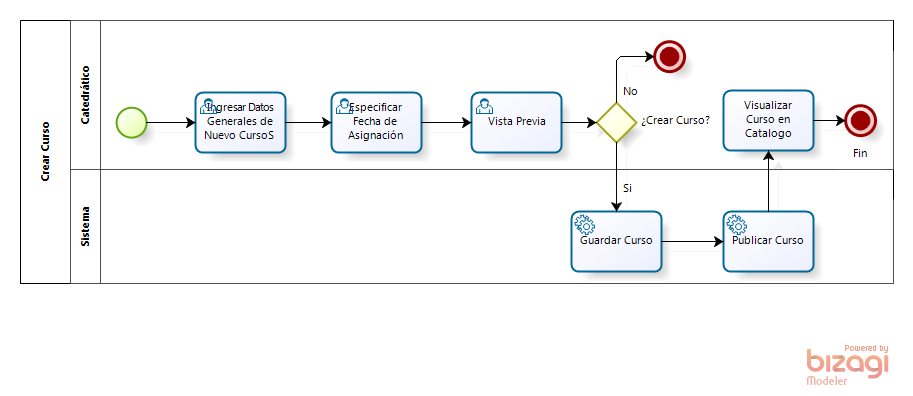 Crear Curso
Catedrático
Ingresar Datos
Generales de
Nuevo CursoS
Especificar
Fecha de
Asignación
Vista Previa
No
¿Crear Curso?
Si
Visualizar
Curso en
Catalogo
Fin
Sistema
Guardar Curso
Publicar Curso
Powered by
bizagi
Modeler